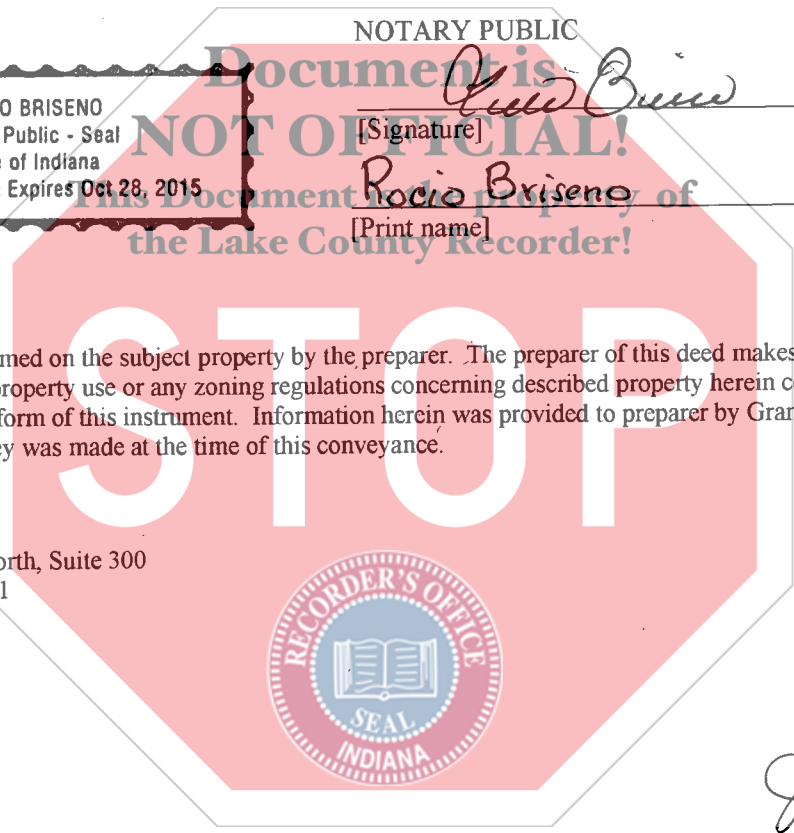 NOTARY PUBLIC
Document is
NOT OFFICIAL!
This Document is the property of
the Lake County Recorder!
O BRISENO
Public - Seal
e of Indiana
Expires Oct 28, 2015
[Signature]
Rocio Briseno
[Print name]
STOP
med on the subject property by the preparer. The preparer of this deed makes
property use or any zoning regulations concerning described property herein c
form of this instrument. Information herein was provided to preparer by Gran
ey was made at the time of this conveyance.
orth, Suite 300
1
RECORDER'S OFFICE
SEAL
INDIANA